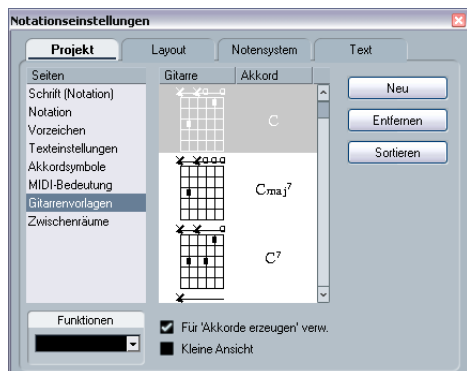 Notationseinstellungen
Projekt Layout Notensystem Text
Seiten Gitarre Akkord
Schrift (Notation)
Notation
Vorzeichen
Texteinstellungen
Akkordsymbole
MIDI-Bedeutung
Gitarrenvorlagen
Zwischenräume
C
Cmaj7
C7
Neu
Entfernen
Sortieren
Funktionen
Für 'Akkorde erzeugen' verw.
Kleine Ansicht